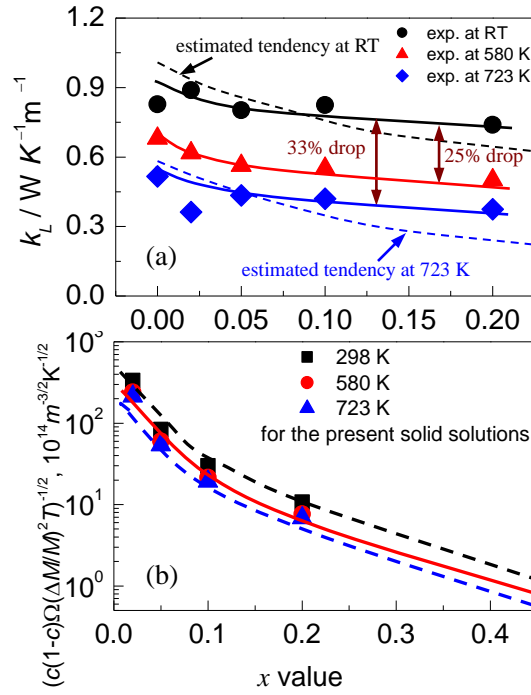 1.2
0.9
0.6
0.3
0.0
k_L / W K^{-1}m^{-1}
estimated tendency at RT
exp. at RT
exp. at 580 K
exp. at 723 K
33% drop
25% drop
(a)
estimated tendency at 723 K
0.00 0.05 0.10 0.15 0.20
10^3
10^2
10^1
10^0
(c(1-c)Ω(ΔM/M)^2T)^{-1/2}, 10^{14}m^{-3/2}K^{-1/2}
298 K
580 K
723 K
for the present solid solutions
(b)
0.0 0.1 0.2 0.3 0.4
x value